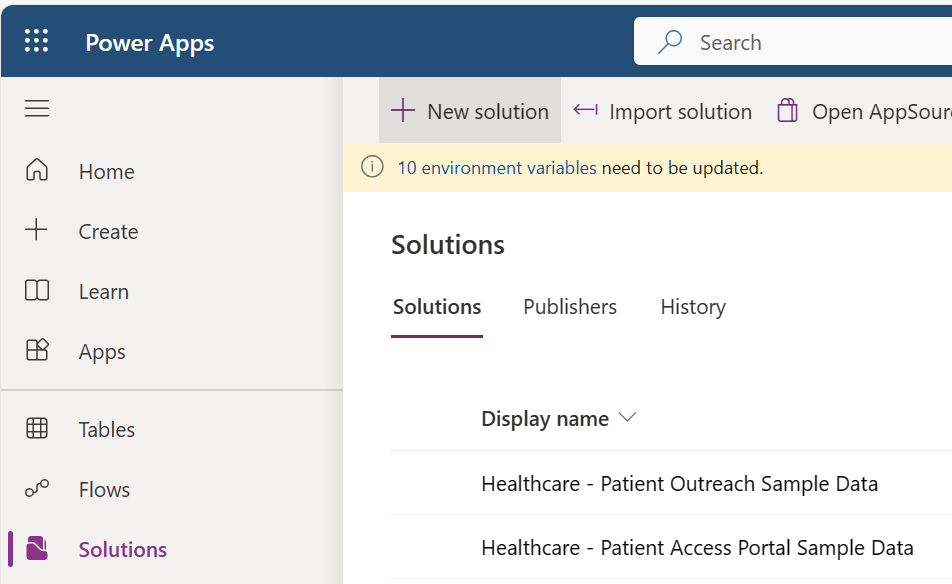 Power Apps
Search
New solution
Import solution
Open AppSour
10 environment variables need to be updated.
Home
Create
Learn
Apps
Tables
Flows
Solutions
Solutions
Solutions
Publishers
History
Display name
Healthcare - Patient Outreach Sample Data
Healthcare - Patient Access Portal Sample Data